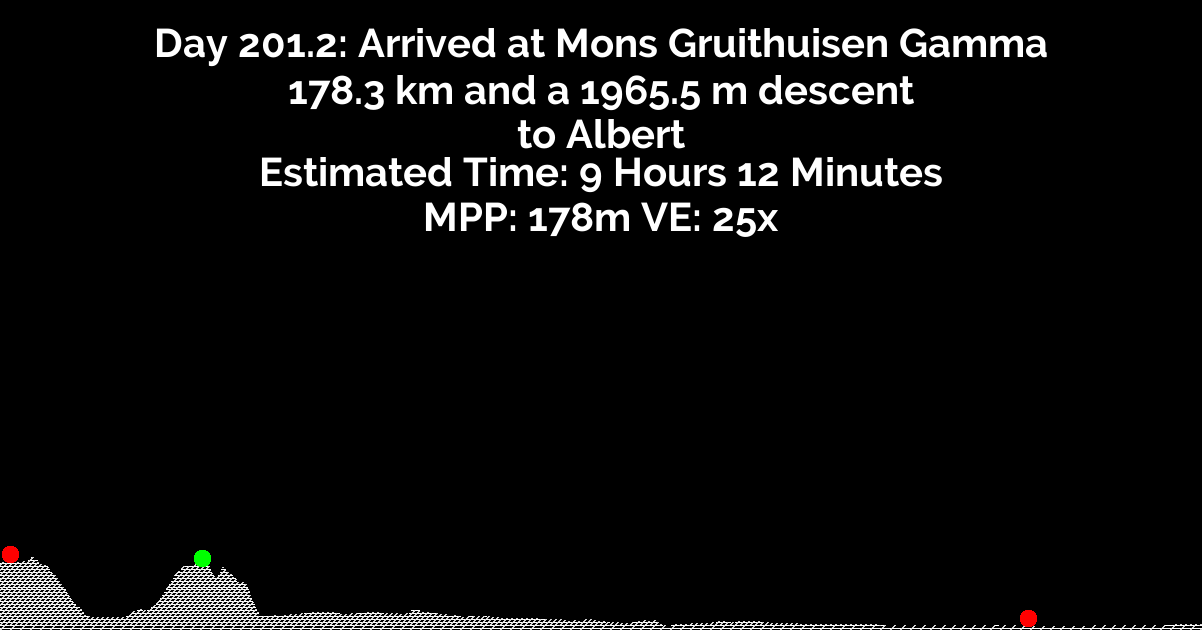 Day 201.2: Arrived at Mons Gruithuisen Gamma
178.3 km and a 1965.5 m descent
to Albert
Estimated Time: 9 Hours 12 Minutes
MPP: 178m VE: 25x